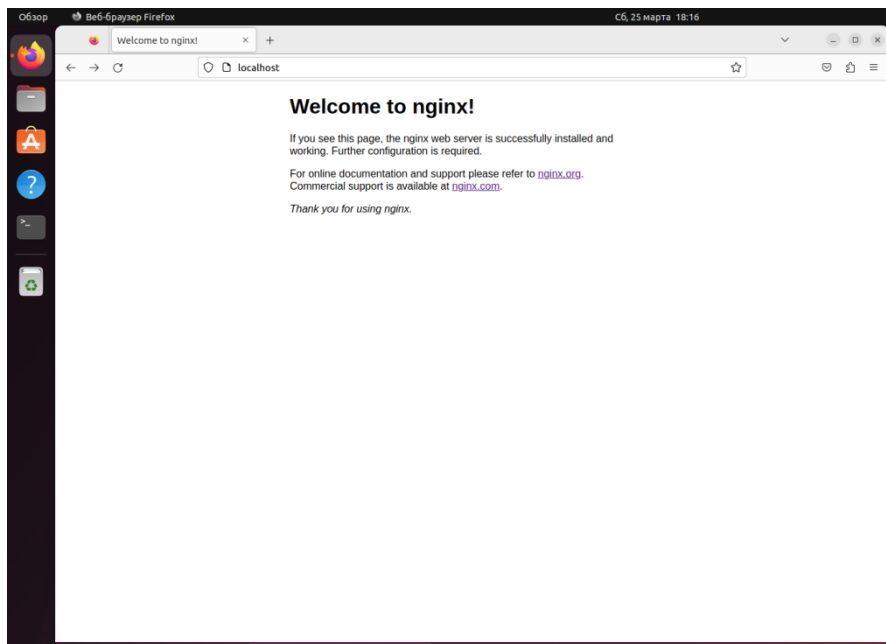 Обзор
Веб-браузер Firefox
Сб, 25 марта 18:16
Welcome to nginx!
localhost
Welcome to nginx!
If you see this page, the nginx web server is successfully installed and
working. Further configuration is required.
For online documentation and support please refer to nginx.org.
Commercial support is available at nginx.com.
Thank you for using nginx.